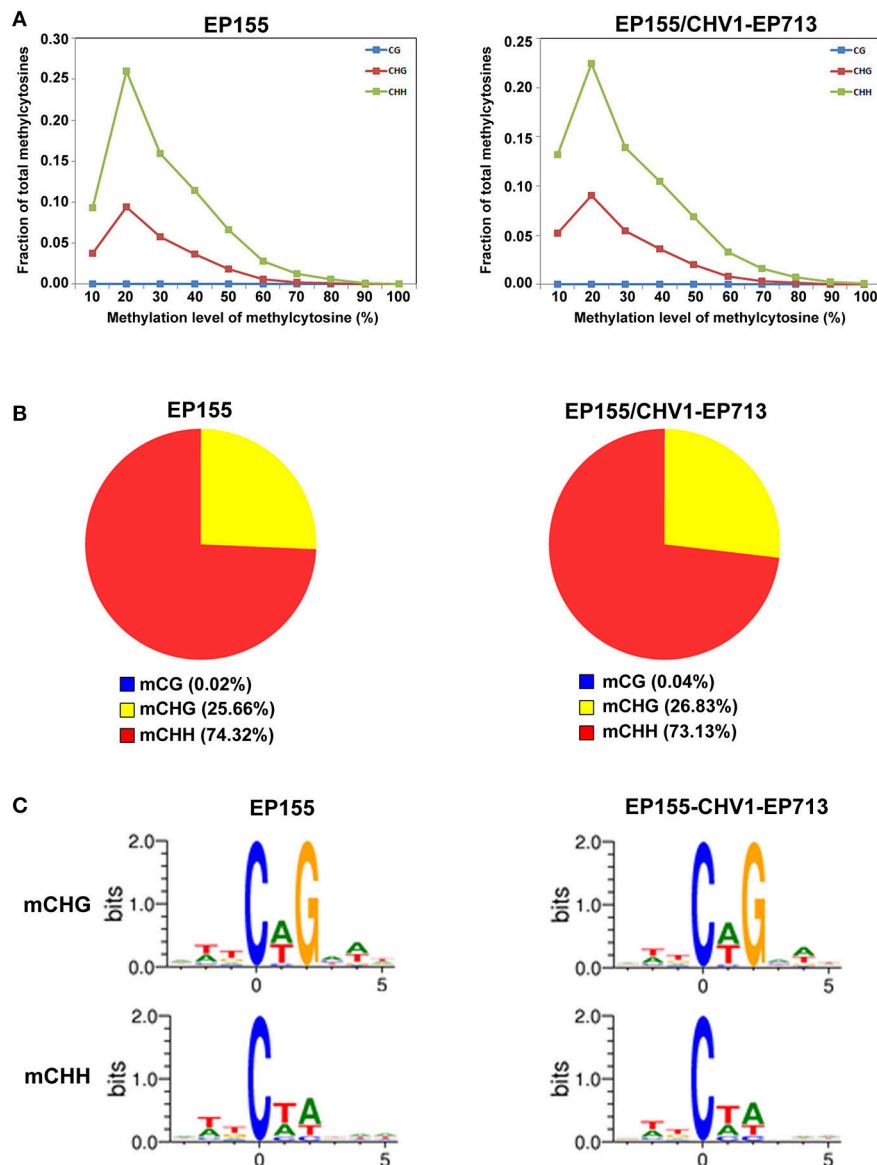 A
EP155
EP155/CHV1-EP713
Fraction of total methylcytosines
0.30
0.25
0.20
0.15
0.10
0.05
0.00
CG
CHG
CHH
10 20 30 40 50 60 70 80 90 100
Methylation level of methylcytosine (%)
Fraction of total methylcytosines
0.25
0.20
0.15
0.10
0.05
0.00
CG
CHG
CHH
10 20 30 40 50 60 70 80 90 100
Methylation level of methylcytosine (%)
B
EP155
EP155/CHV1-EP713
mCG (0.02%)
mCHG (25.66%)
mCHH (74.32%)
mCG (0.04%)
mCHG (26.83%)
mCHH (73.13%)
C
EP155
EP155-CHV1-EP713
mCHG
bits
2.0
1.0
0.0
0 5
C A G
T
bits
2.0
1.0
0.0
0 5
C A G
T
mCHH
bits
2.0
1.0
0.0
0 5
C T A
A T
bits
2.0
1.0
0.0
0 5
C T A
A T